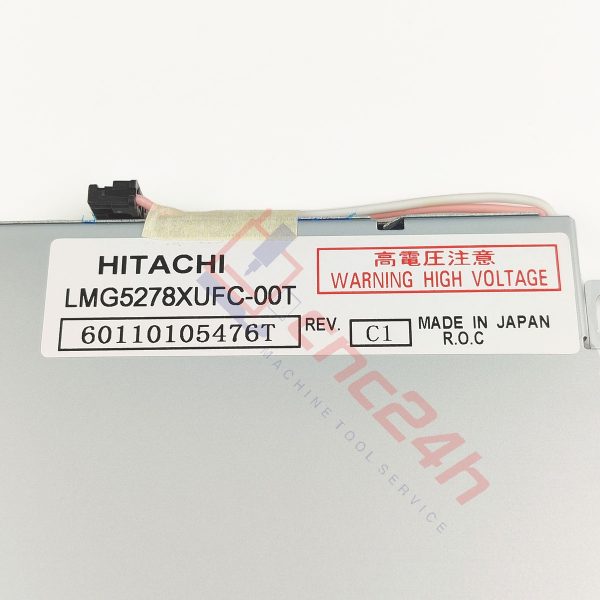 HITACHI
高電圧注意
WARNING HIGH VOLTAGE
LMG5278XUFC-00T
60110105476T
REV.
C1
MADE IN JAPAN
R.O.C
cnc24h
MACHINE TOOL SERVICE